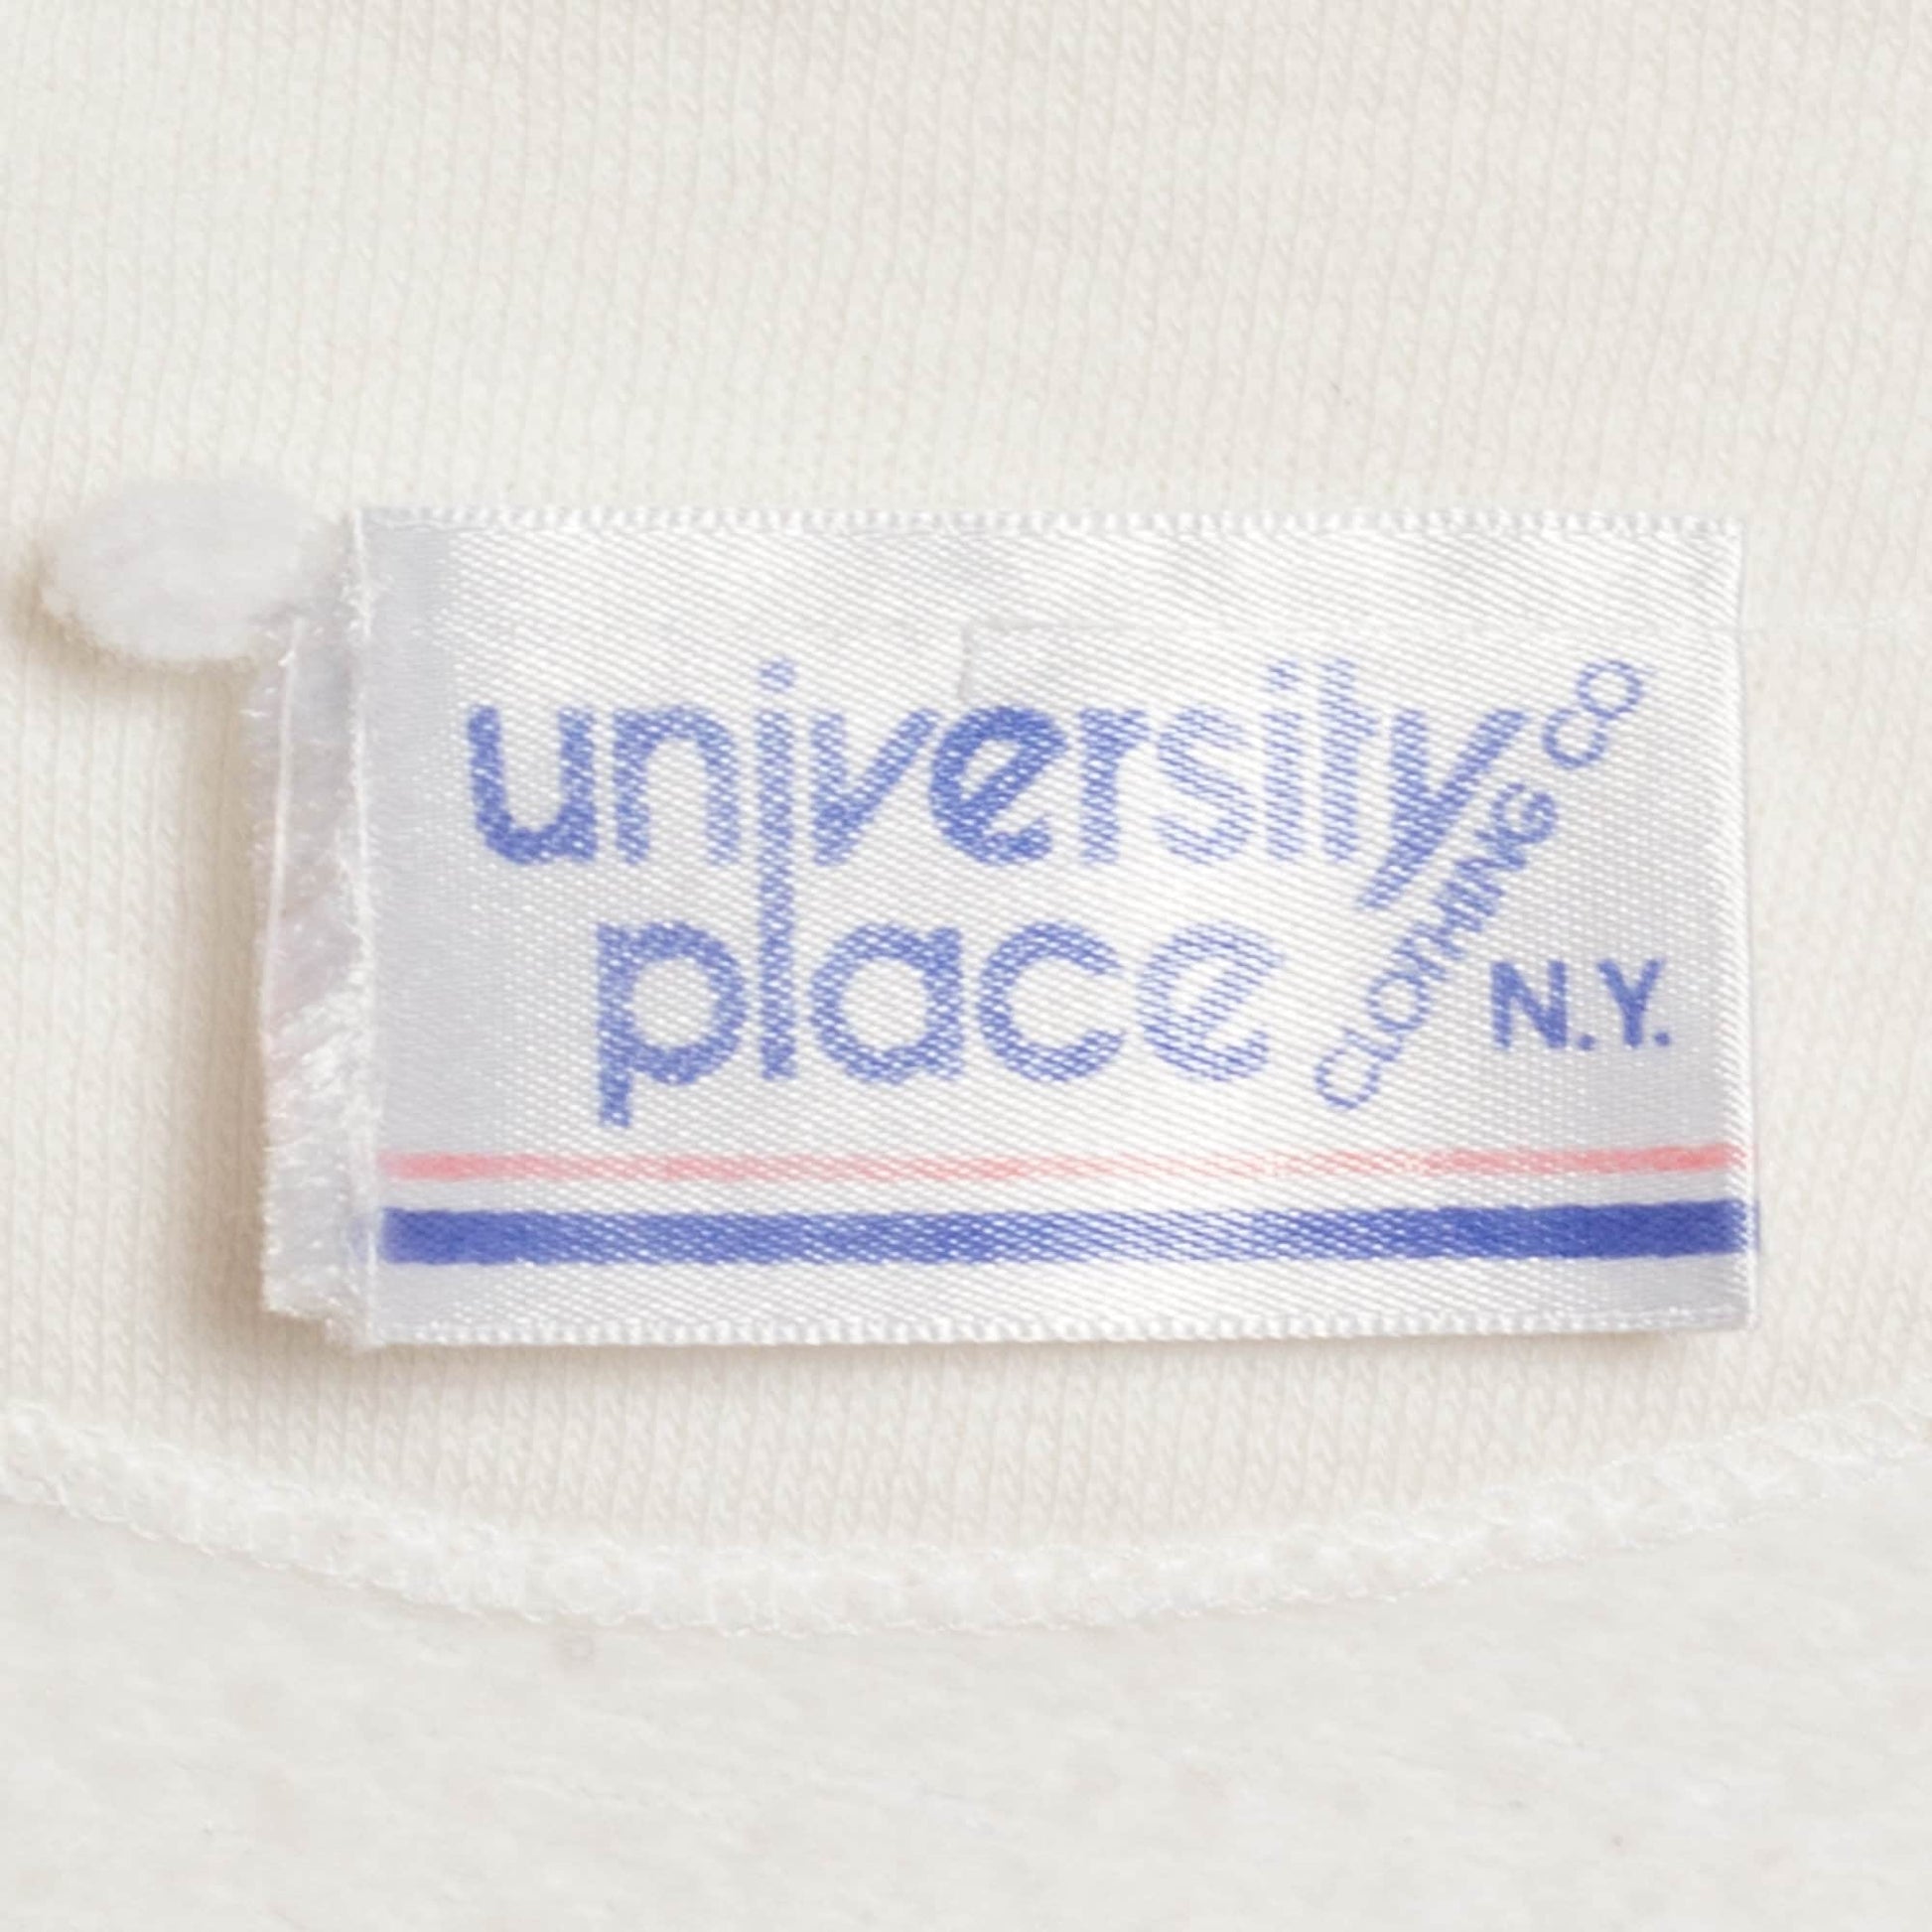 university
place
CLOTHING CO
N.Y.